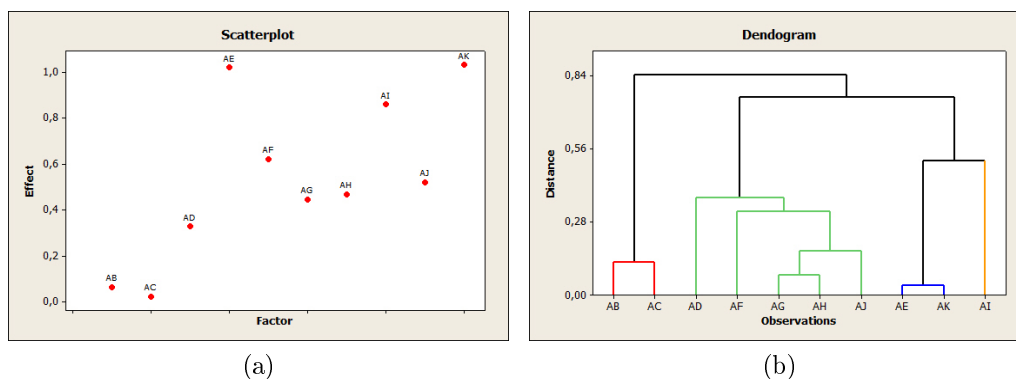 Scatterplot
Effect
1,0
0,8
0,6
0,4
0,2
0,0
AB
AC
AD
AE
AF
AG
AH
AI
AJ
AK
Factor
(a)
Dendogram
Distance
0,84
0,56
0,28
0,00
AB AC AD AF AG AH AJ AE AK AI
Observations
(b)